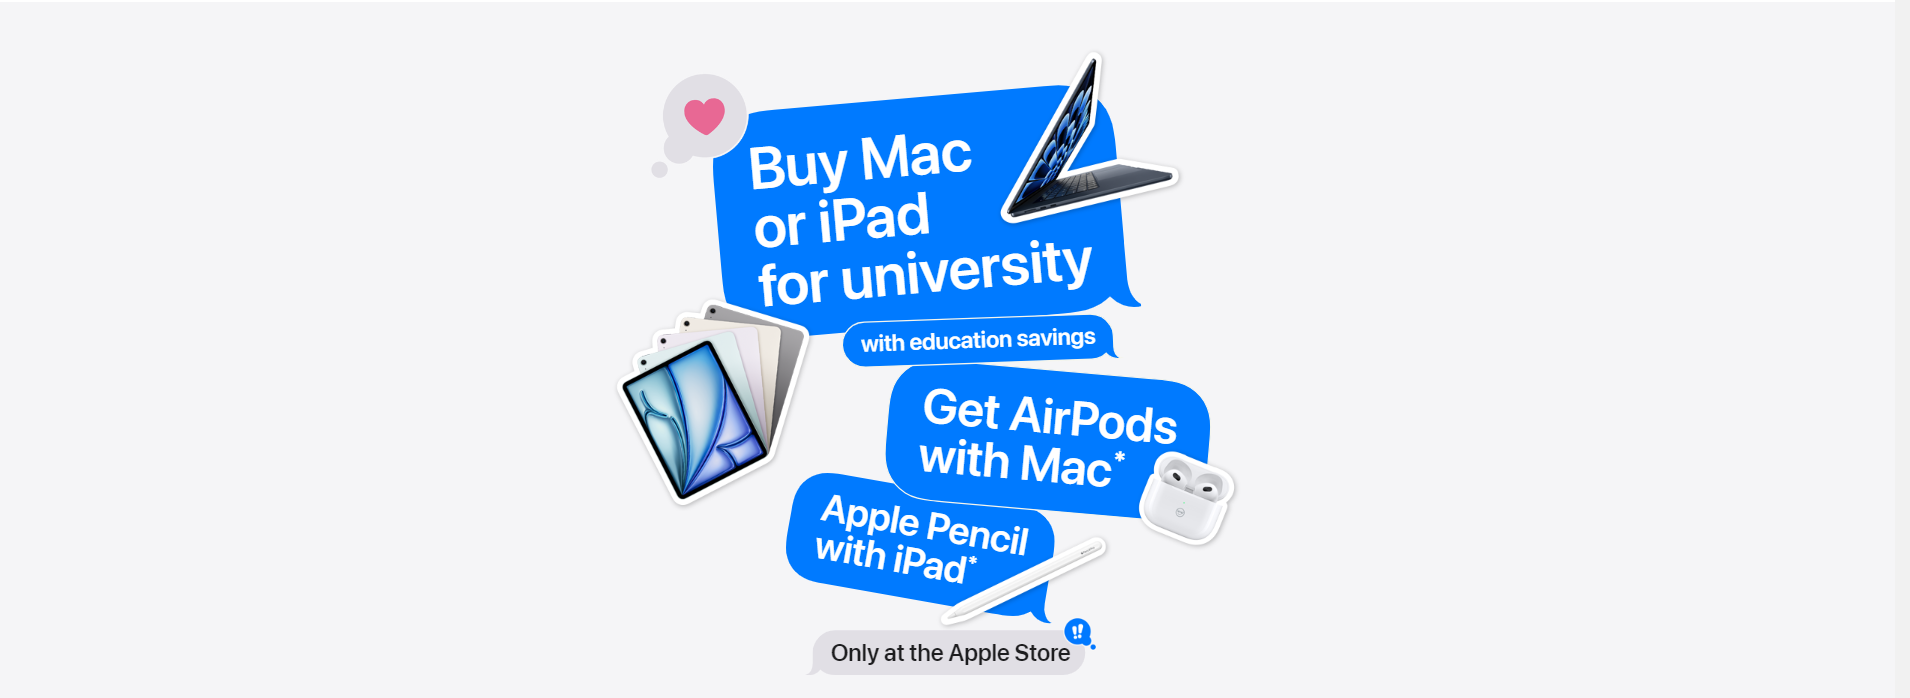 Buy Mac
or iPad
for university
with education savings
Get AirPods
with Mac*
Apple Pencil
with iPad*
!!
Only at the Apple Store